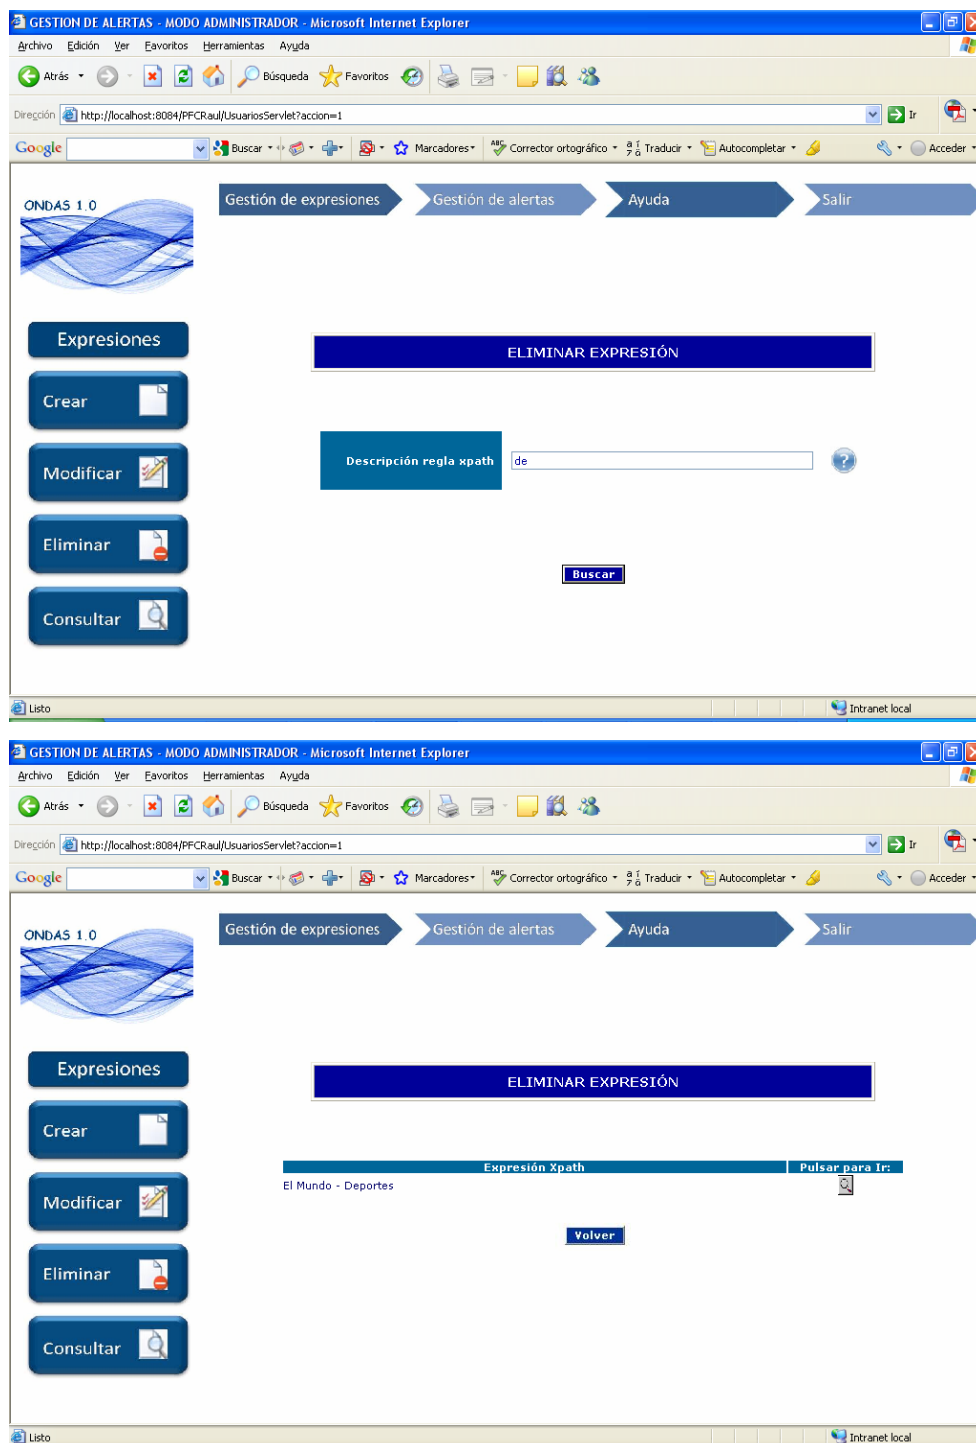 GESTION DE ALERTAS - MODO ADMINISTRADOR - Microsoft Internet Explorer
Archivo Edición Ver Favoritos Herramientas Ayuda
Atrás Búsqueda Favoritos
Dirección http://localhost:8084/PFCRaul/UsuariosServlet?accion=1 Ir
Google Buscar Marcadores ABC Corrector ortográfico Traducir Autocompletar Acceder
ONDAS 1.0
Gestión de expresiones Gestión de alertas Ayuda Salir
Expresiones
ELIMINAR EXPRESIÓN
Crear
Descripción regla xpath de ?
Modificar
Eliminar
Buscar
Consultar
Listo Intranet local
GESTION DE ALERTAS - MODO ADMINISTRADOR - Microsoft Internet Explorer
Archivo Edición Ver Favoritos Herramientas Ayuda
Atrás Búsqueda Favoritos
Dirección http://localhost:8084/PFCRaul/UsuariosServlet?accion=1 Ir
Google Buscar Marcadores ABC Corrector ortográfico Traducir Autocompletar Acceder
ONDAS 1.0
Gestión de expresiones Gestión de alertas Ayuda Salir
Expresiones
ELIMINAR EXPRESIÓN
Crear
Expresión Xpath Pulsar para Ir:
El Mundo - Deportes
Modificar
Volver
Eliminar
Consultar
Listo Intranet local